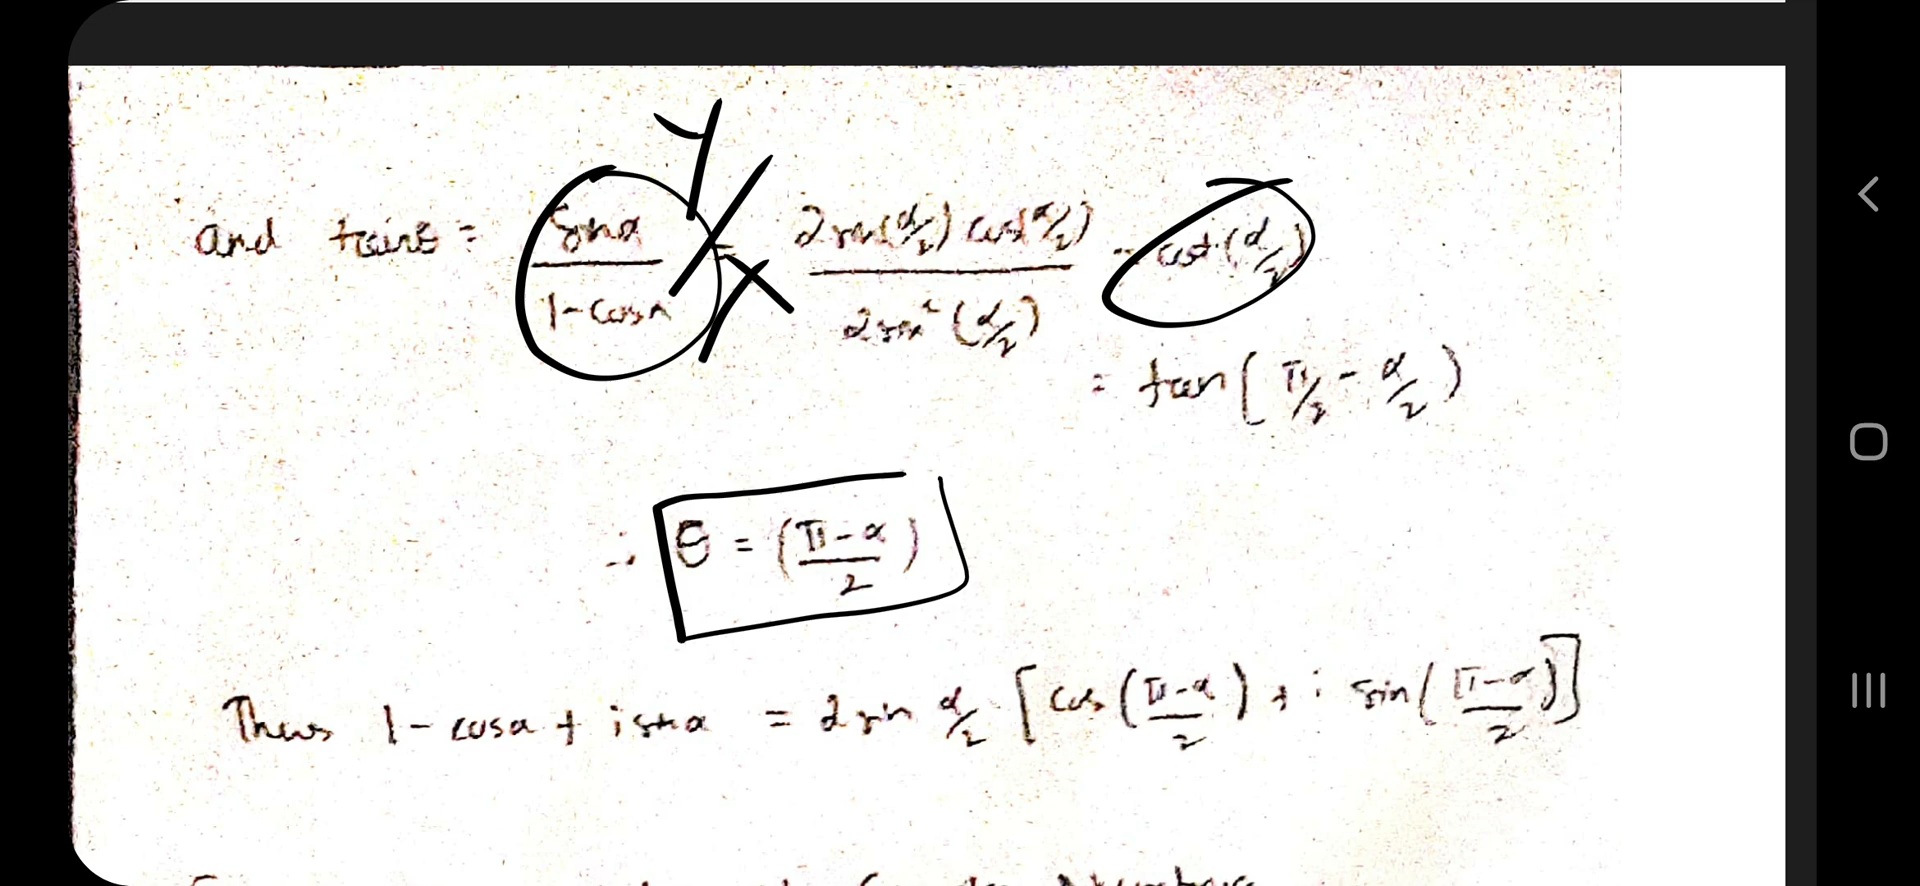 and tanθ = sinα / 1-cosα = 2sin(α/2) cos(α/2) / 2sin²(α/2) = cot(α/2)
y/x
= tan(π/2 - α/2)
∴ θ = (π-α / 2)
Thus 1-cosα + isinα = 2sin α/2 [cos(π-α / 2) + i sin(π-α / 2)]